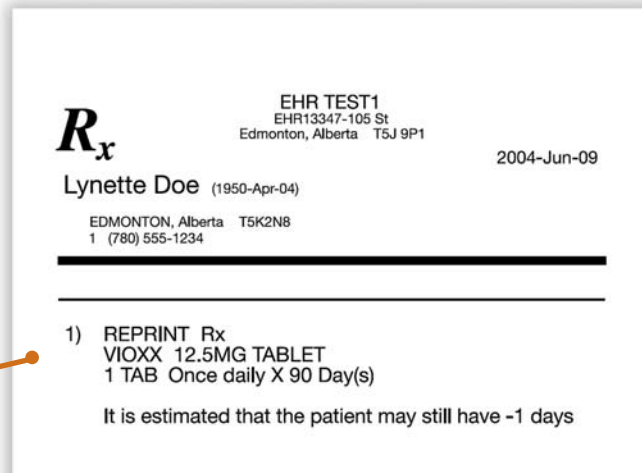 EHR TEST1
EHR13347-105 St
Edmonton, Alberta T5J 9P1
Rx
2004-Jun-09
Lynette Doe (1950-Apr-04)
EDMONTON, Alberta T5K2N8
1 (780) 555-1234
1) REPRINT Rx
VIOXX 12.5MG TABLET
1 TAB Once daily X 90 Day(s)
It is estimated that the patient may still have -1 days